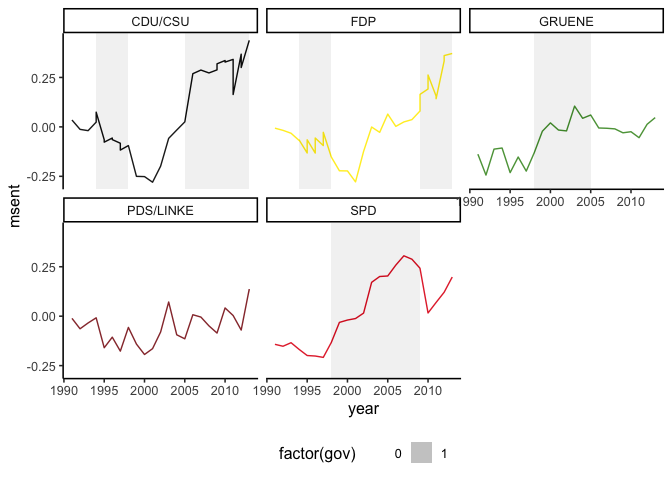 CDU/CSU FDP GRUENE
0.25
0.00
-0.25
1990 1995 2000 2005 2010
msent
PDS/LINKE SPD
0.25
0.00
-0.25
1990 1995 2000 2005 2010 1990 1995 2000 2005 2010
year
factor(gov) 0 1